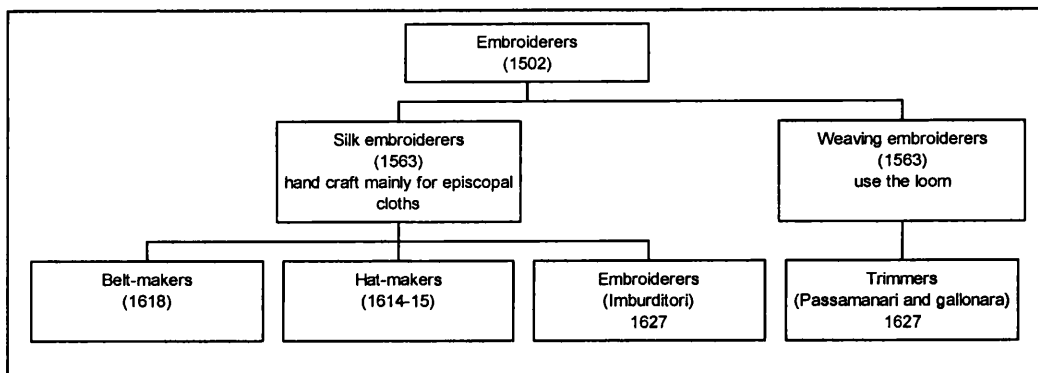 Embroiderers
(1502)
Silk embroiderers
(1563)
hand craft mainly for episcopal
cloths
Weaving embroiderers
(1563)
use the loom
Belt-makers
(1618)
Hat-makers
(1614-15)
Embroiderers
(Imburditori)
1627
Trimmers
(Passamanari and gallonara)
1627